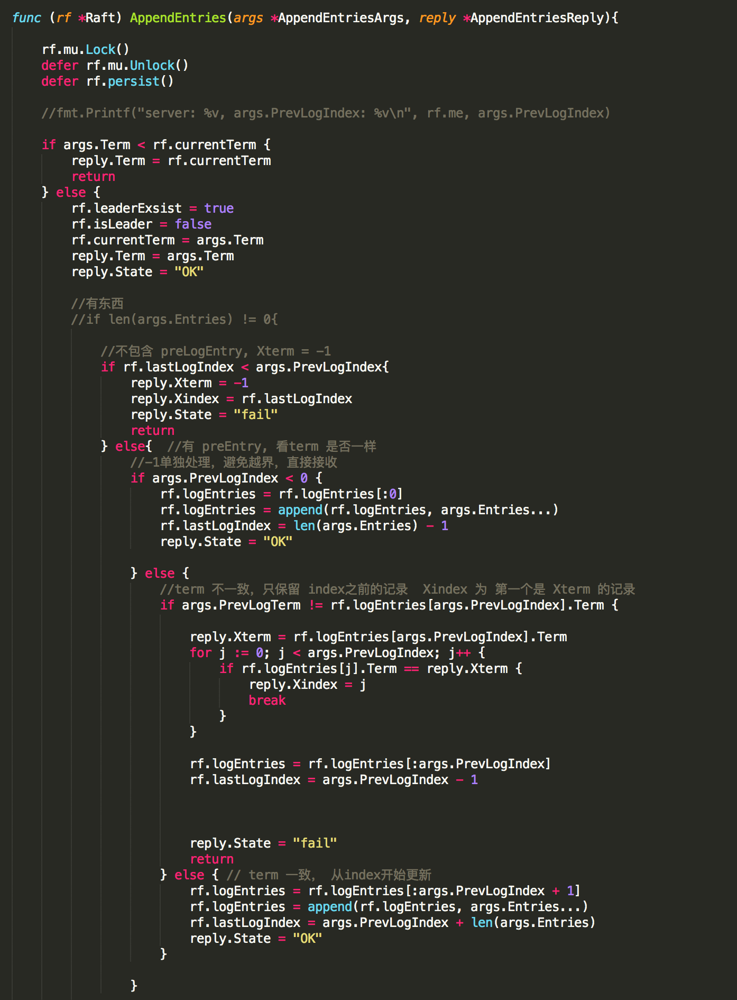 func (rf *Raft) AppendEntries(args *AppendEntriesArgs, reply *AppendEntriesReply){
rf.mu.Lock()
defer rf.mu.Unlock()
defer rf.persist()
//fmt.Printf("server: %v, args.PrevLogIndex: %v\n", rf.me, args.PrevLogIndex)
if args.Term < rf.currentTerm {
reply.Term = rf.currentTerm
return
} else {
rf.leaderExsist = true
rf.isLeader = false
rf.currentTerm = args.Term
reply.Term = args.Term
reply.State = "OK"
//有东西
//if len(args.Entries) != 0{
//不包含 preLogEntry, Xterm = -1
if rf.lastLogIndex < args.PrevLogIndex{
reply.Xterm = -1
reply.Xindex = rf.lastLogIndex
reply.State = "fail"
return
} else{  //有 preEntry, 看term 是否一样
//-1单独处理，避免越界，直接接收
if args.PrevLogIndex < 0 {
rf.logEntries = rf.logEntries[:0]
rf.logEntries = append(rf.logEntries, args.Entries...)
rf.lastLogIndex = len(args.Entries) - 1
reply.State = "OK"
} else {
//term 不一致，只保留 index之前的记录  Xindex 为 第一个是 Xterm 的记录
if args.PrevLogTerm != rf.logEntries[args.PrevLogIndex].Term {
reply.Xterm = rf.logEntries[args.PrevLogIndex].Term
for j := 0; j < args.PrevLogIndex; j++ {
if rf.logEntries[j].Term == reply.Xterm {
reply.Xindex = j
break
}
}
rf.logEntries = rf.logEntries[:args.PrevLogIndex]
rf.lastLogIndex = args.PrevLogIndex - 1
reply.State = "fail"
return
} else { // term 一致， 从index开始更新
rf.logEntries = rf.logEntries[:args.PrevLogIndex + 1]
rf.logEntries = append(rf.logEntries, args.Entries...)
rf.lastLogIndex = args.PrevLogIndex + len(args.Entries)
reply.State = "OK"
}
}